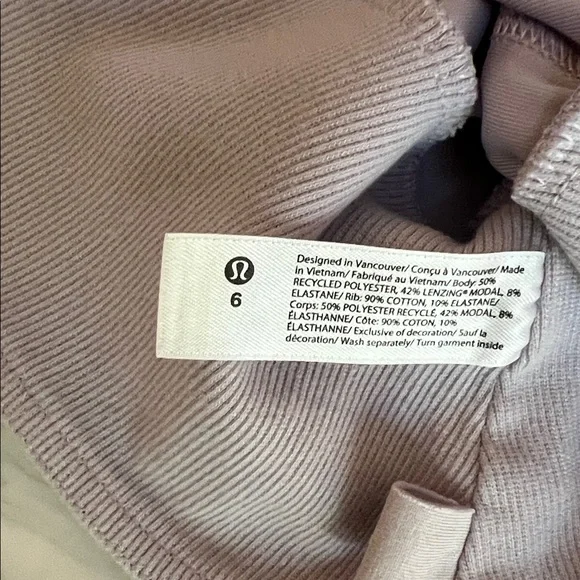 6
Designed in Vancouver/ Conçu à Vancouver/ Made
in Vietnam/ Fabriqué au Vietnam/ Body: 50%
RECYCLED POLYESTER, 42% LENZING® MODAL, 8%
ELASTANE/ Rib: 90% COTTON, 10% ELASTANE/
Corps: 50% POLYESTER RECYCLÉ, 42% MODAL, 8%
ÉLASTHANNE/ Côte: 90% COTON, 10%
ÉLASTHANNE/ Exclusive of decoration/ Sauf la
décoration/ Wash separately/ Turn garment inside